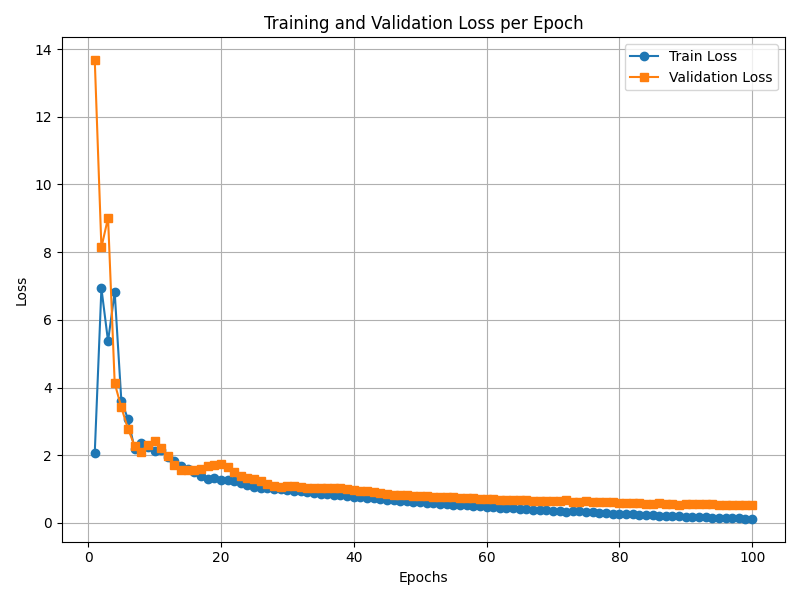 Training and Validation Loss per Epoch
Train Loss
Validation Loss
14
12
10
8
6
4
2
0
Loss
0 20 40 60 80 100
Epochs